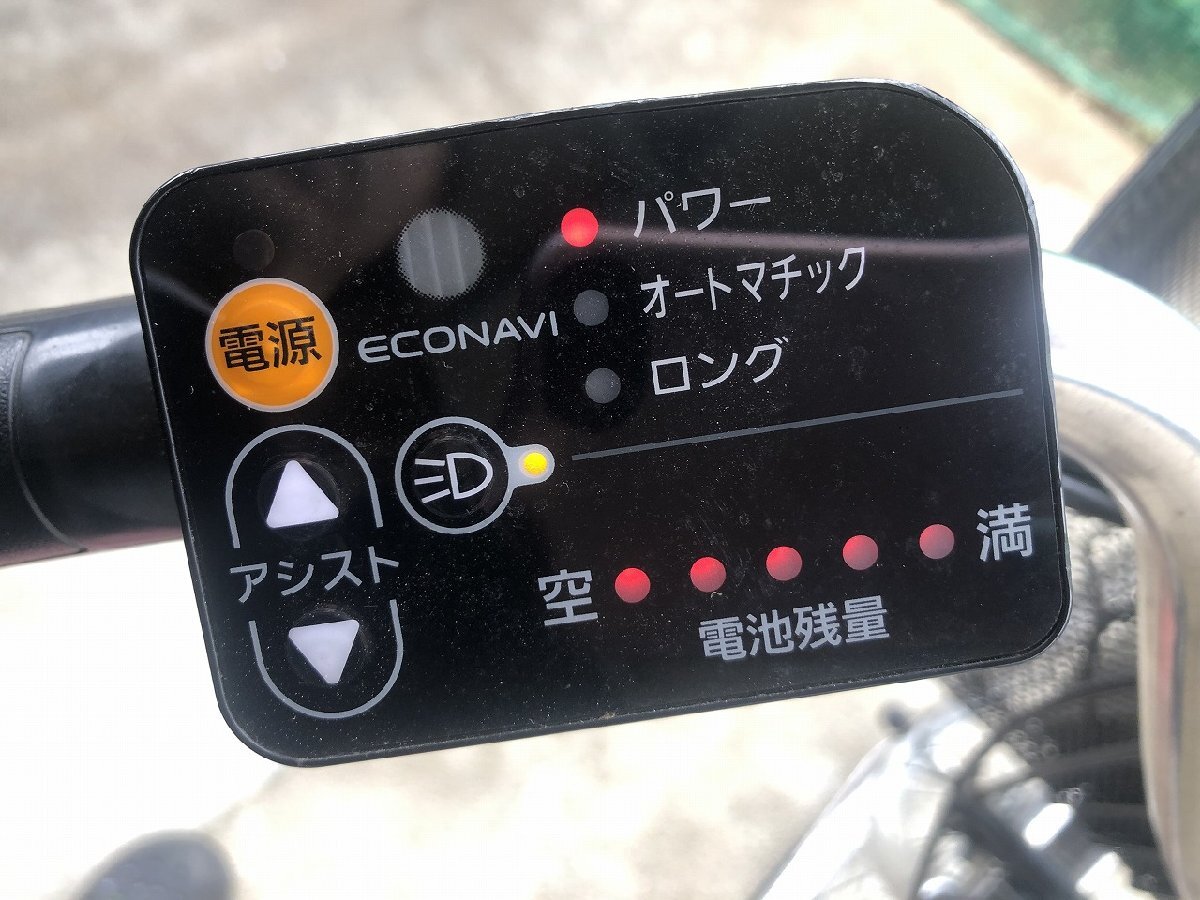 パワー
オートマチック
ロング
電源
ECONAVI
アシスト
空
満
電池残量